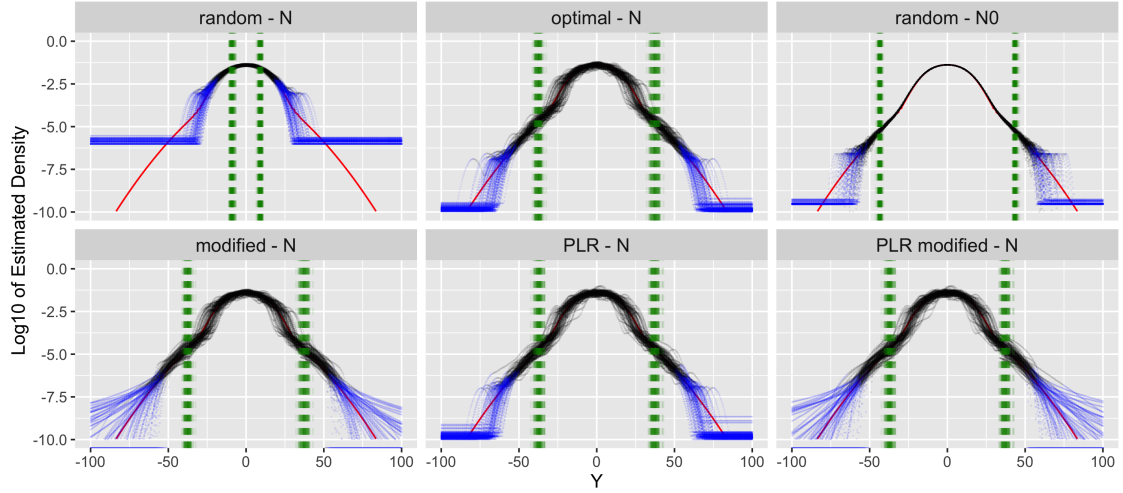 random - N optimal - N random - N0
0.0
-2.5
-5.0
-7.5
-10.0
modified - N PLR - N PLR modified - N
0.0
-2.5
-5.0
-7.5
-10.0
-100 -50 0 50 100 -100 -50 0 50 100 -100 -50 0 50 100
Y
Log10 of Estimated Density